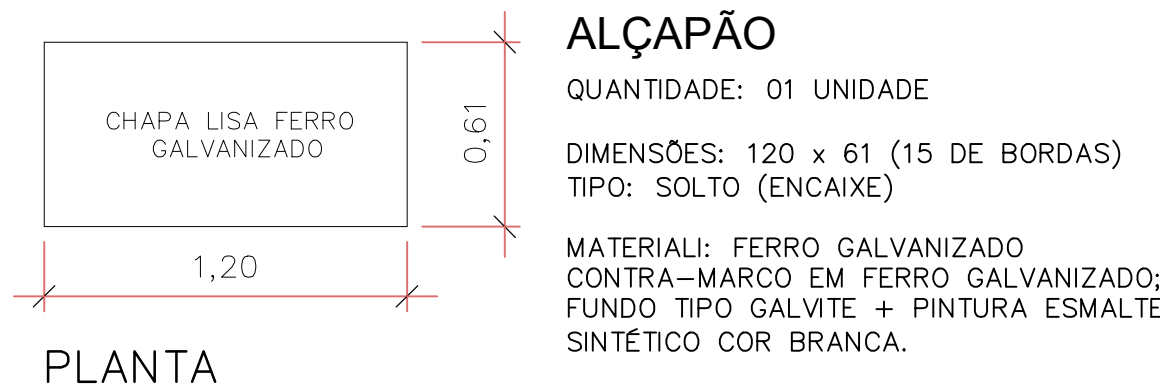 CHAPA LISA FERRO
GALVANIZADO
0,61
1,20
PLANTA
ALÇAPÃO
QUANTIDADE: 01 UNIDADE
DIMENSÕES: 120 x 61 (15 DE BORDAS)
TIPO: SOLTO (ENCAIXE)
MATERIALI: FERRO GALVANIZADO
CONTRA-MARCO EM FERRO GALVANIZADO;
FUNDO TIPO GALVITE + PINTURA ESMALTE
SINTÉTICO COR BRANCA.